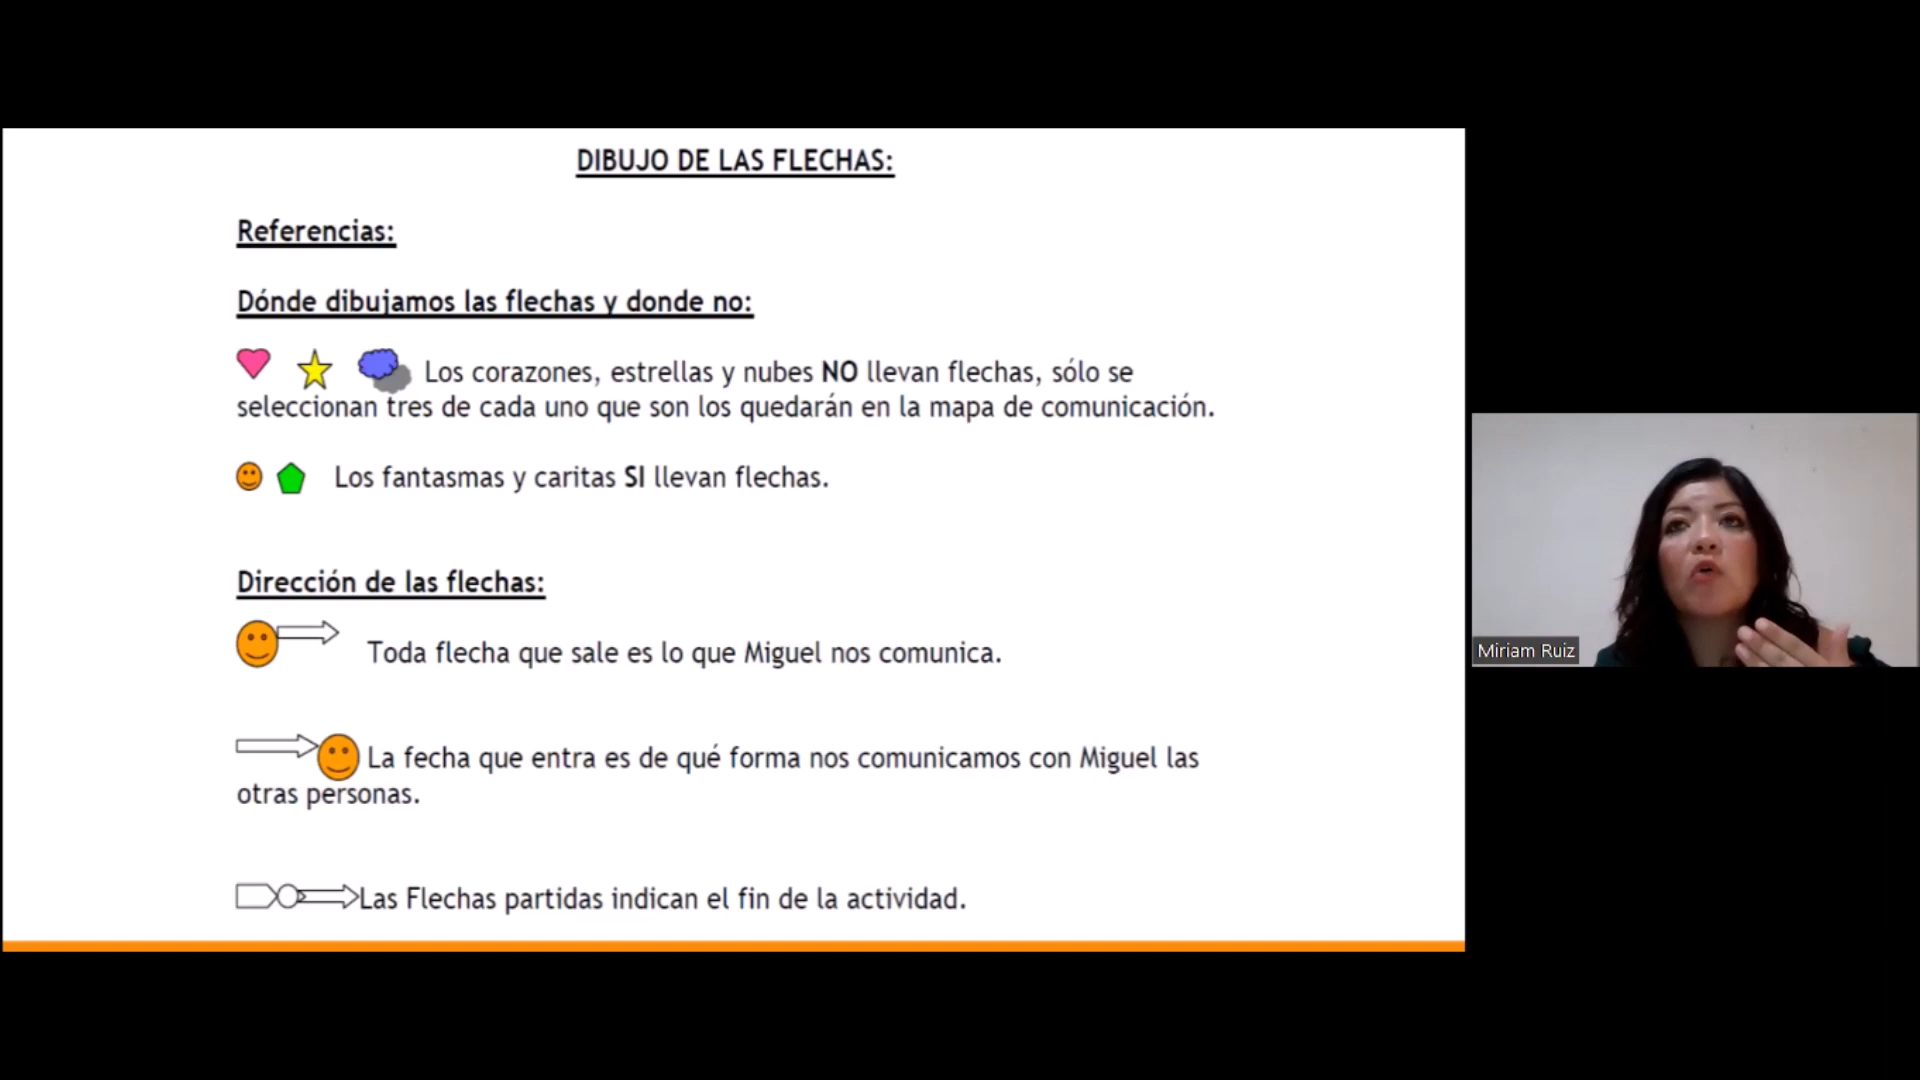 DIBUJO DE LAS FLECHAS:
Referencias:
Dónde dibujamos las flechas y donde no:
Los corazones, estrellas y nubes NO llevan flechas, sólo se
seleccionan tres de cada uno que son los quedarán en la mapa de comunicación.
Los fantasmas y caritas SI llevan flechas.
Dirección de las flechas:
Toda flecha que sale es lo que Miguel nos comunica.
La fecha que entra es de qué forma nos comunicamos con Miguel las
otras personas.
Las Flechas partidas indican el fin de la actividad.
Miriam Ruiz